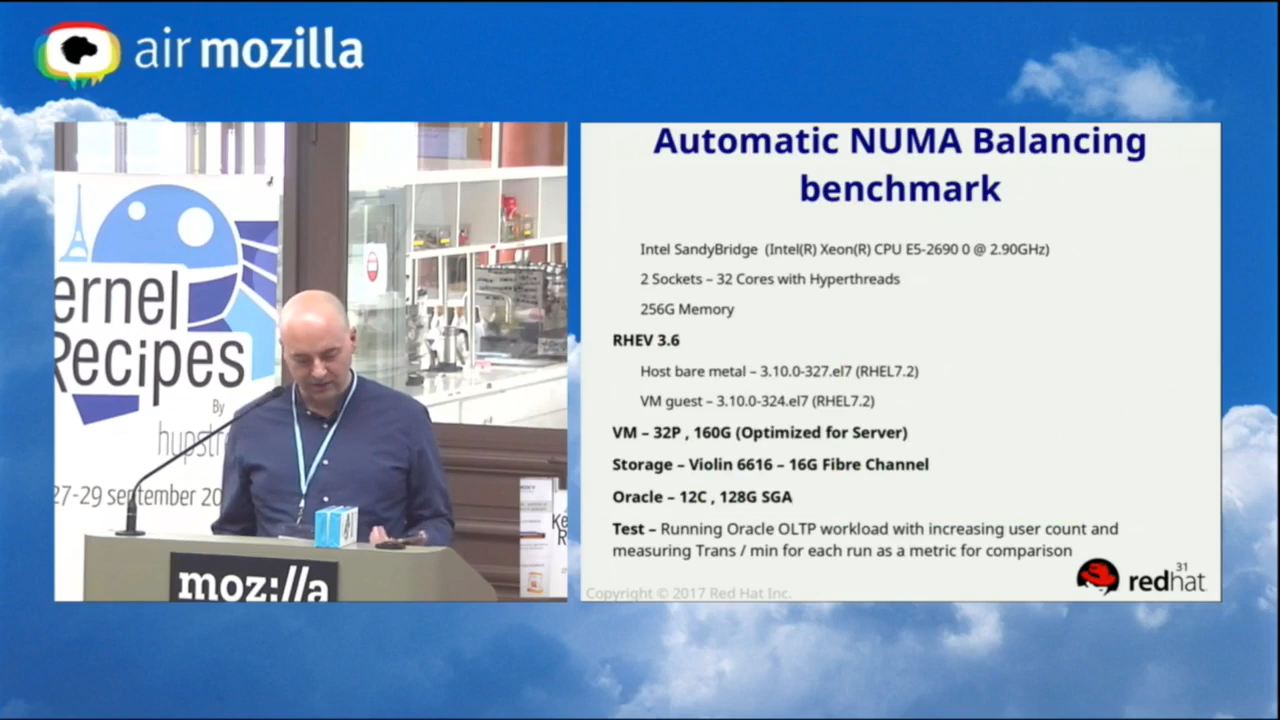 air mozilla
ernel
Recipes
By
hupstr
27-29 september 20
moz://a
Automatic NUMA Balancing
benchmark
Intel SandyBridge (Intel(R) Xeon(R) CPU E5-2690 0 @ 2.90GHz)
2 Sockets – 32 Cores with Hyperthreads
256G Memory
RHEV 3.6
Host bare metal – 3.10.0-327.el7 (RHEL7.2)
VM guest – 3.10.0-324.el7 (RHEL7.2)
VM – 32P , 160G (Optimized for Server)
Storage – Violin 6616 – 16G Fibre Channel
Oracle – 12C , 128G SGA
Test – Running Oracle OLTP workload with increasing user count and
measuring Trans / min for each run as a metric for comparison
31
redhat
Copyright © 2017 Red Hat Inc.